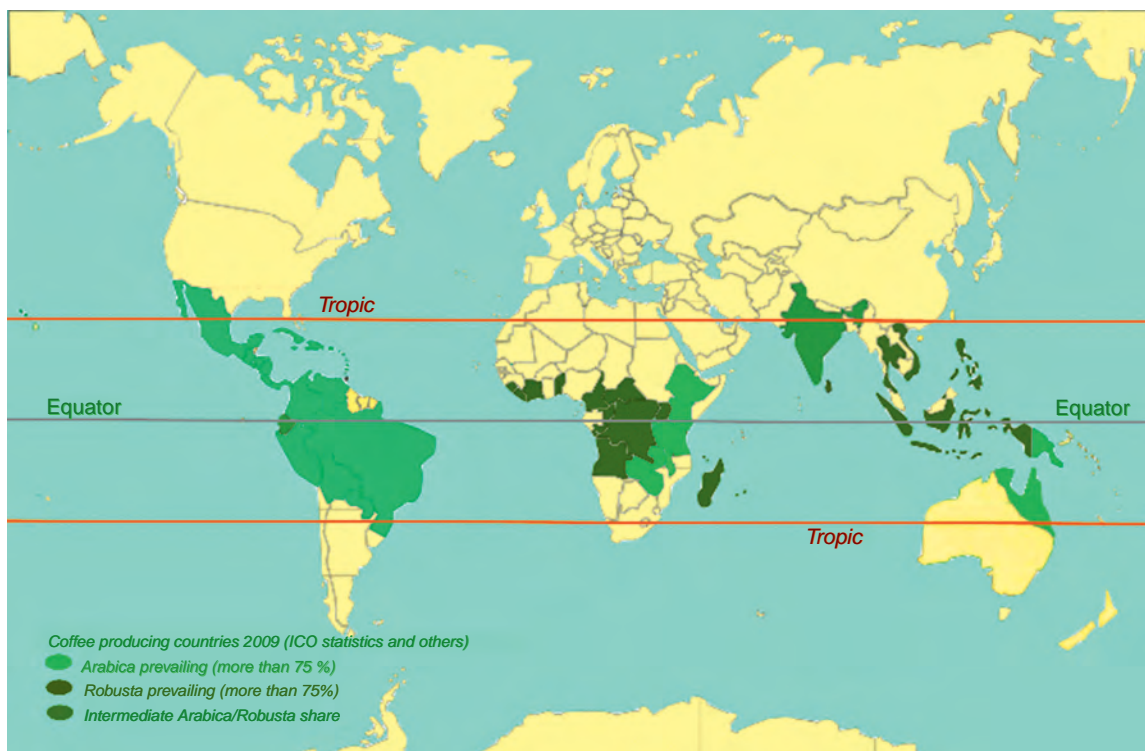 Tropic
Equator
Equator
Tropic
Coffee producing countries 2009 (ICO statistics and others)
Arabica prevailing (more than 75 %)
Robusta prevailing (more than 75%)
Intermediate Arabica/Robusta share